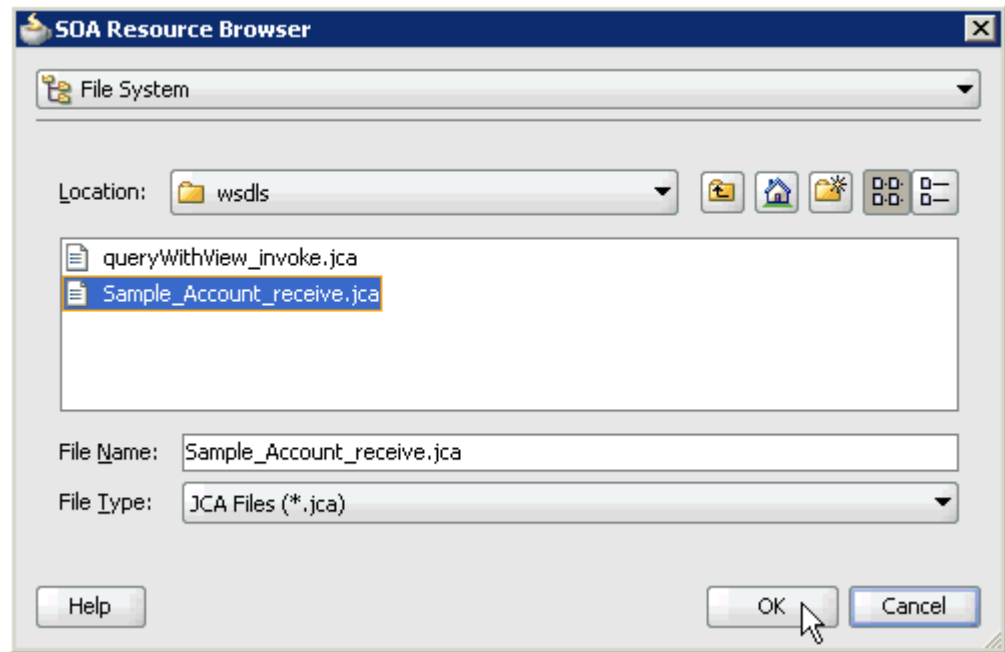 SOA Resource Browser
File System
Location: wsdls
queryWithView_invoke.jca
Sample_Account_receive.jca
File Name: Sample_Account_receive.jca
File Type: JCA Files (*.jca)
Help OK Cancel